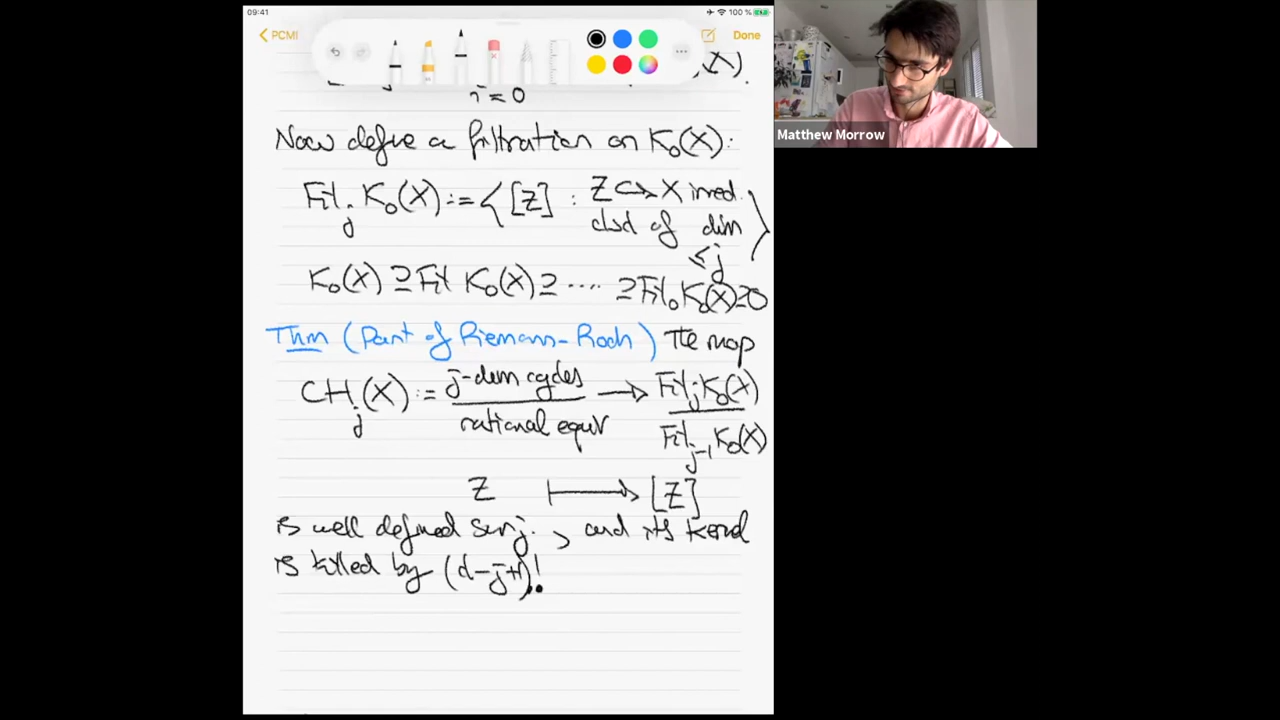 09:41
100 %
PCMI
Done
i=0
Now define a filtration on K₀(X):
Fil_j K₀(X) := < [Z] : Z ↪ X irred.
clsd of dim
≤ j >
K₀(X) ⊇ Fil K₀(X) ⊇ ···· ⊇ Fil₀ K₀(X) ⊇ 0
Thm (Part of Riemann-Roch) The map
CH_j(X) := j-dim cycles / rational equiv → Fil_j K₀(X) / Fil_{j-1} K₀(X)
Z ↦ [Z]
is well defined surj., and its kernel
is killed by (d-j+1)!.
Matthew Morrow